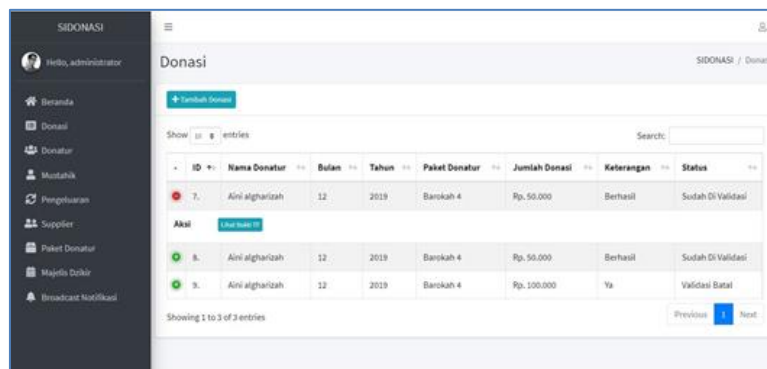 SIDONASI
SIDONASI / Donas
Hello, administrator
Donasi
Beranda
Donasi
Donatur
Mustahik
Pengeluaran
Supplier
Paket Donatur
Majelis Dzikir
Broadcast Notifikasi
+ Tambah Donasi
Show 10 entries
Search:
ID Nama Donatur Bulan Tahun Paket Donatur Jumlah Donasi Keterangan Status
7. Aini algharizah 12 2019 Barokah 4 Rp. 50.000 Berhasil Sudah Di Validasi
Aksi Lihat Bukti Tf
8. Aini algharizah 12 2019 Barokah 4 Rp. 50.000 Berhasil Sudah Di Validasi
9. Aini algharizah 12 2019 Barokah 4 Rp. 100.000 Ya Validasi Batal
Showing 1 to 3 of 3 entries
Previous 1 Next